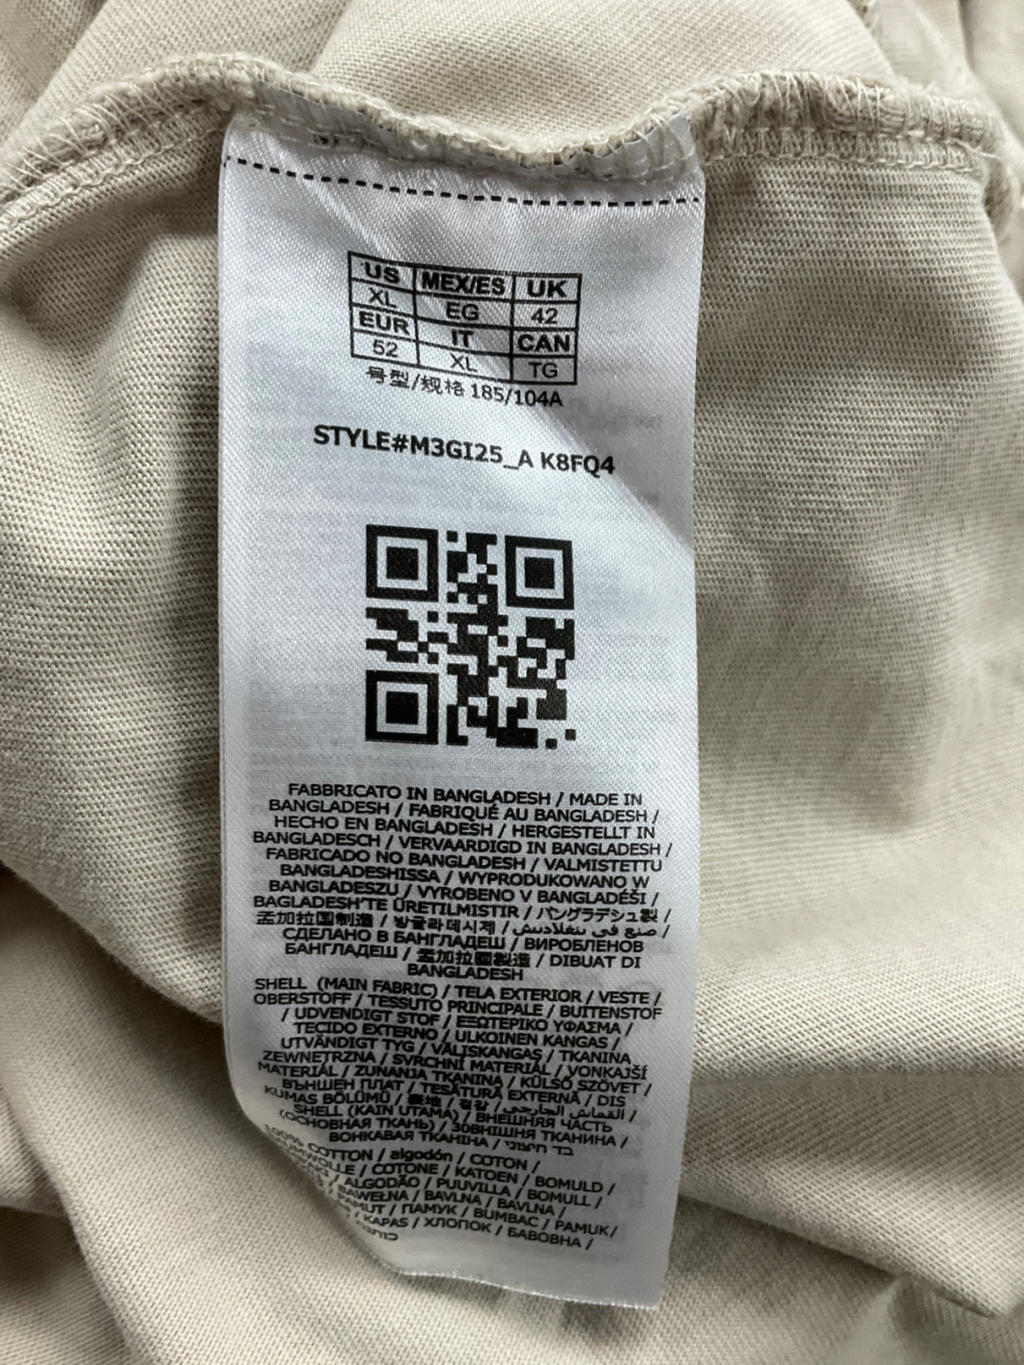 US MEX/ES UK
XL EG 42
EUR IT CAN
52 XL TG
号型/规格 185/104A
STYLE#M3GI25_A K8FQ4
FABBRICATO IN BANGLADESH / MADE IN
BANGLADESH / FABRIQUÉ AU BANGLADESH /
HECHO EN BANGLADESH / HERGESTELLT IN
BANGLADESCH / VERVAARDIGD IN BANGLADESH /
FABRICADO NO BANGLADESH / VALMISTETTU
BANGLADESHISSA / WYPRODUKOWANO W
BANGLADESZU / VYROBENO V BANGLADÉŠI /
BAGLADESH'TE ÜRETILMISTIR / バングラデシュ製 /
孟加拉国制造 / 방글라데시제 / صنع في بنغلاديش /
СДЕЛАНО В БАНГЛАДЕШ / ВИРОБЛЕНОВ
БАНГЛАДЕШ / 孟加拉國製造 / DIBUAT DI
BANGLADESH
SHELL (MAIN FABRIC) / TELA EXTERIOR / VESTE /
OBERSTOFF / TESSUTO PRINCIPALE / BUITENSTOF
/ UDVENDIGT STOF / ΕΞΩΤΕΡΙΚΟ ΥΦΑΣΜΑ /
TECIDO EXTERNO / ULKOINEN KANGAS /
UTVÄNDIGT TYG / VÄLISKANGAS / TKANINA
ZEWNĘTRZNA / SVRCHNÍ MATERIÁL / VONKAJŠÍ
MATERIÁL / ZUNANJA TKANINA / KÜLSŐ SZÖVET /
ВЪНШЕН ПЛАТ / TESĂTURĂ EXTERNĂ / DIS
KUMAS BÖLÜMÜ / 表地 / 겉감 / القماش الخارجي /
SHELL (KAIN UTAMA) / ВНЕШНЯЯ ЧАСТЬ
(ОСНОВНАЯ ТКАНЬ) / ЗОВНІШНЯ ТКАНИНА /
ВОНКАВАЯ ТКАНІНА / בד חיצוני
100% COTTON / algodón / COTON /
COTONE / KATOEN / BOMULD /
ALGODÃO / PUUVILLA / BOMULL /
BAWEŁNA / BAVLNA / BAVLNA /
PAMUT / ПАМУК / BUMBAC / PAMUK/
KAPAS / ХЛОПОК / БАВОВНА /